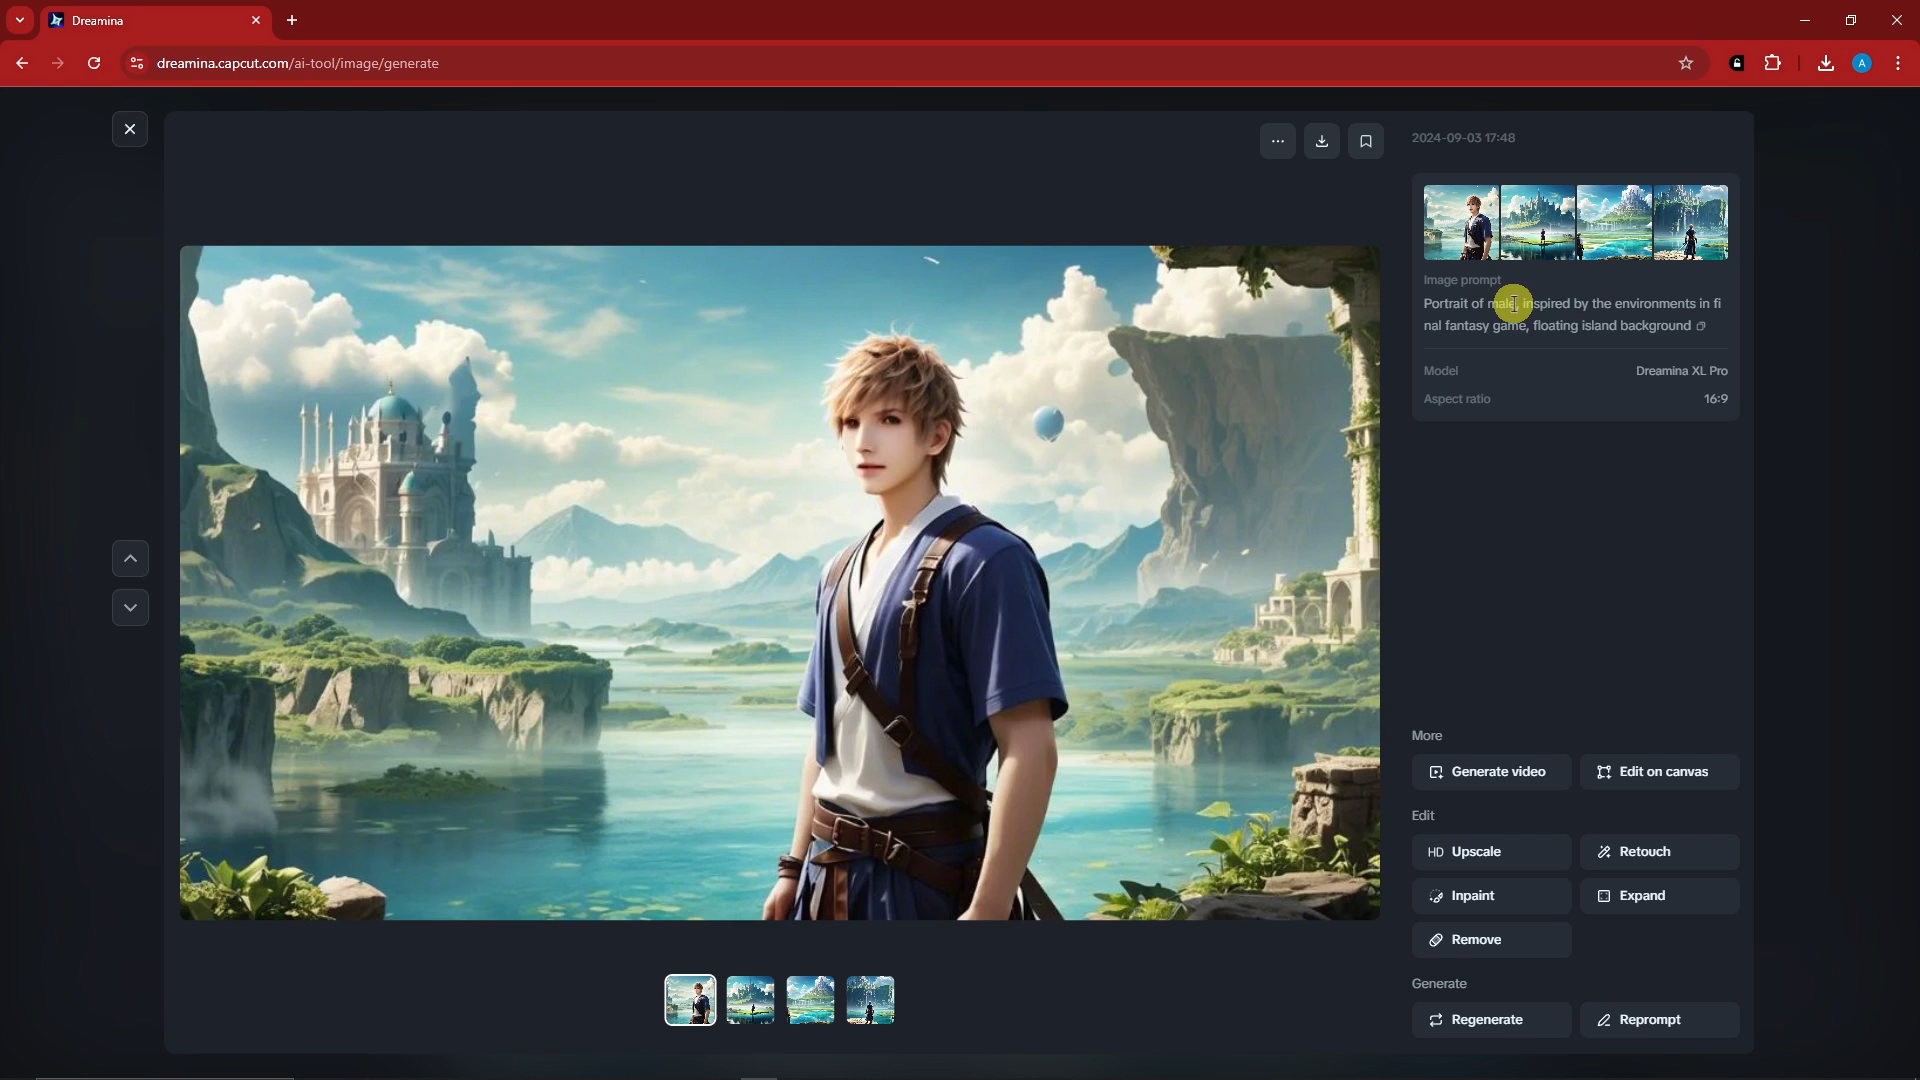 Dreamina
dreamina.capcut.com/ai-tool/image/generate
A
2024-09-03 17:48
Image prompt
Portrait of male, inspired by the environments in fi
nal fantasy game, floating island background
Model Dreamina XL Pro
Aspect ratio 16:9
More
Generate video Edit on canvas
Edit
HD Upscale Retouch
Inpaint Expand
Remove
Generate
Regenerate Reprompt